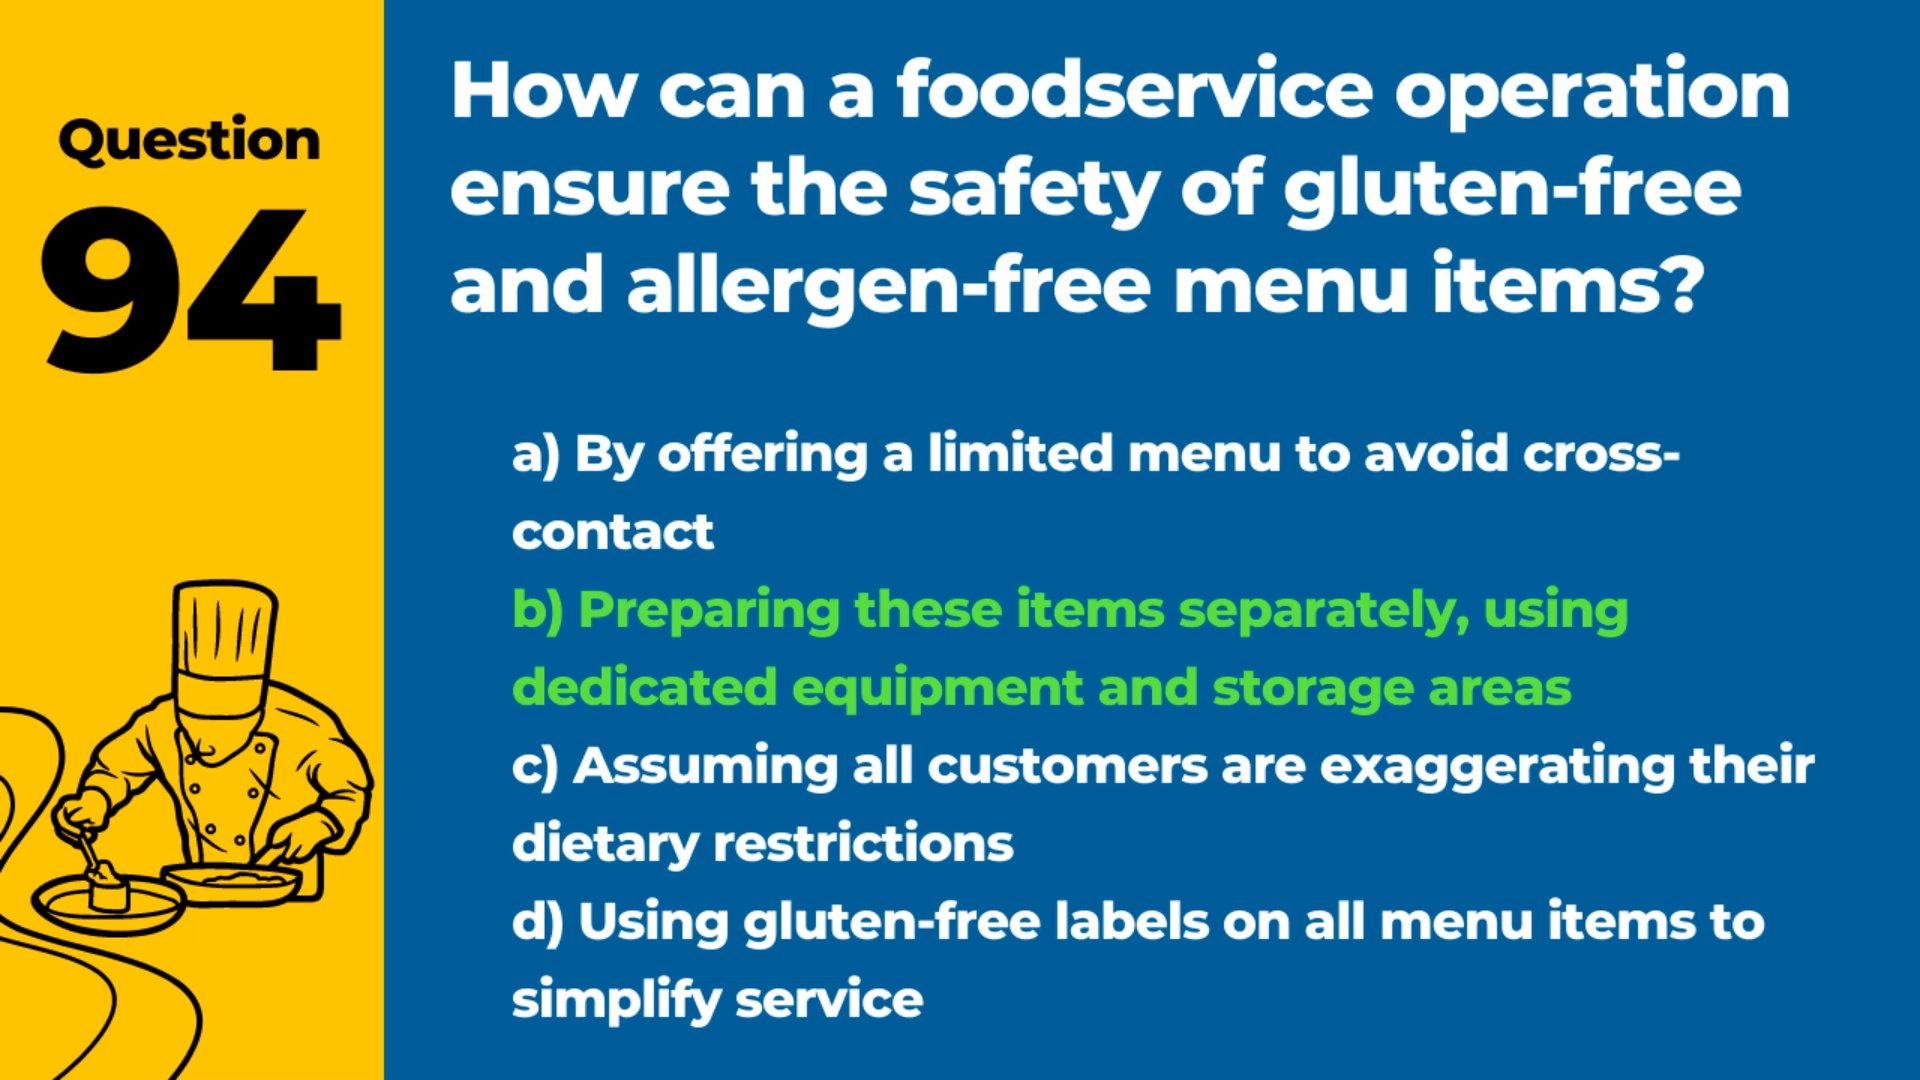 Question
94
How can a foodservice operation
ensure the safety of gluten-free
and allergen-free menu items?
a) By offering a limited menu to avoid cross-
contact
b) Preparing these items separately, using
dedicated equipment and storage areas
c) Assuming all customers are exaggerating their
dietary restrictions
d) Using gluten-free labels on all menu items to
simplify service